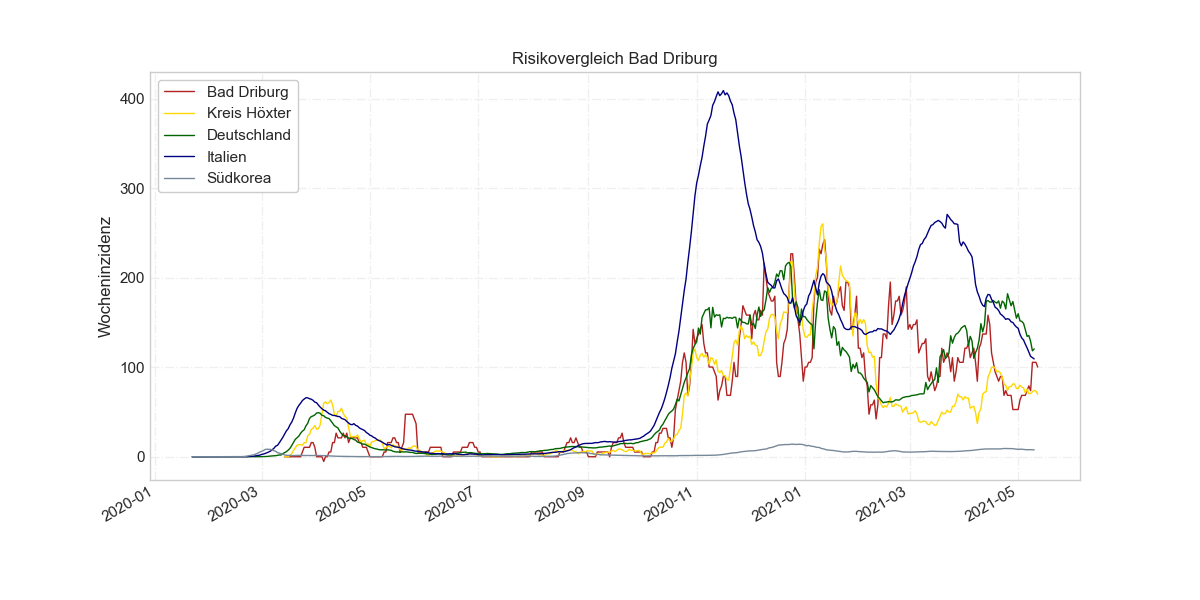 Risikovergleich Bad Driburg
Bad Driburg
Kreis Höxter
Deutschland
Italien
Südkorea
Wocheninzidenz
400
300
200
100
0
2020-01
2020-03
2020-05
2020-07
2020-09
2020-11
2021-01
2021-03
2021-05